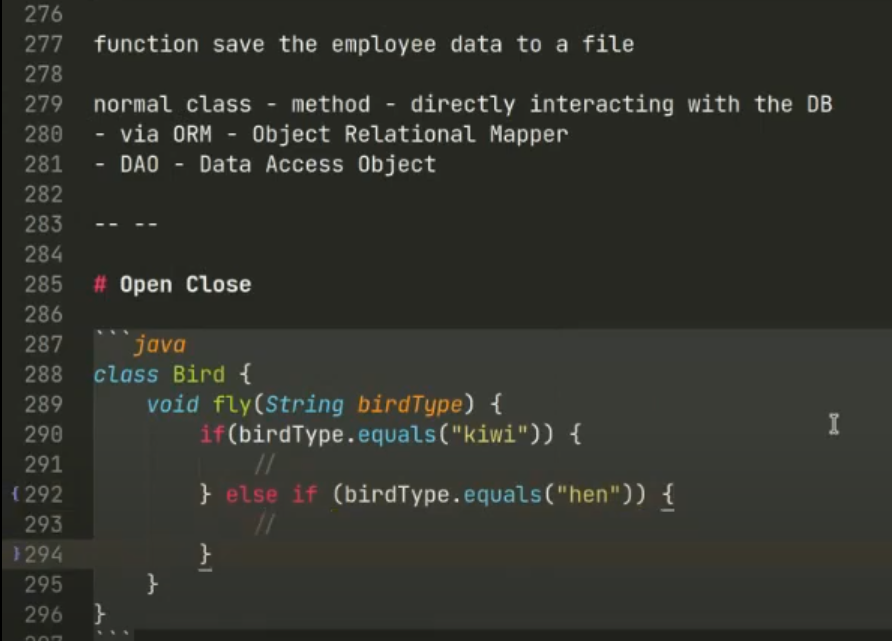 276
277 function save the employee data to a file
278
279 normal class - method - directly interacting with the DB
280 - via ORM - Object Relational Mapper
281 - DAO - Data Access Object
282
283 -- --
284
285 # Open Close
286
287 ```java
288 class Bird {
289     void fly(String birdType) {
290         if(birdType.equals("kiwi")) {
291             //
{292         } else if (birdType.equals("hen")) {
293             //
}294         }
295     }
296 }
297 ```